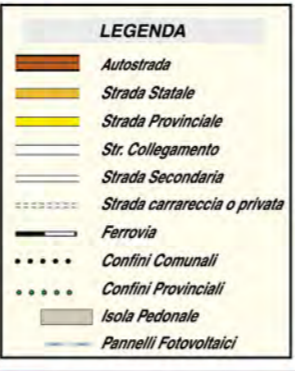 LEGENDA
Autostrada
Strada Statale
Strada Provinciale
Str. Collegamento
Strada Secondaria
Strada carrareccia o privata
Ferrovia
Confini Comunali
Confini Provinciali
Isola Pedonale
Pannelli Fotovoltaici